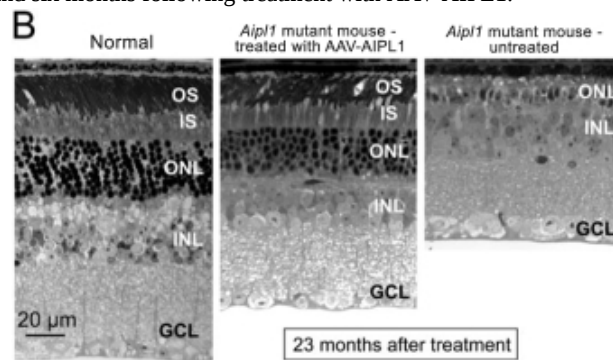 B
Normal
Aipl1 mutant mouse -
treated with AAV-AIPL1
Aipl1 mutant mouse -
untreated
OS
IS
ONL
INL
GCL
20 µm
OS
IS
ONL
INL
GCL
ONL
INL
GCL
23 months after treatment